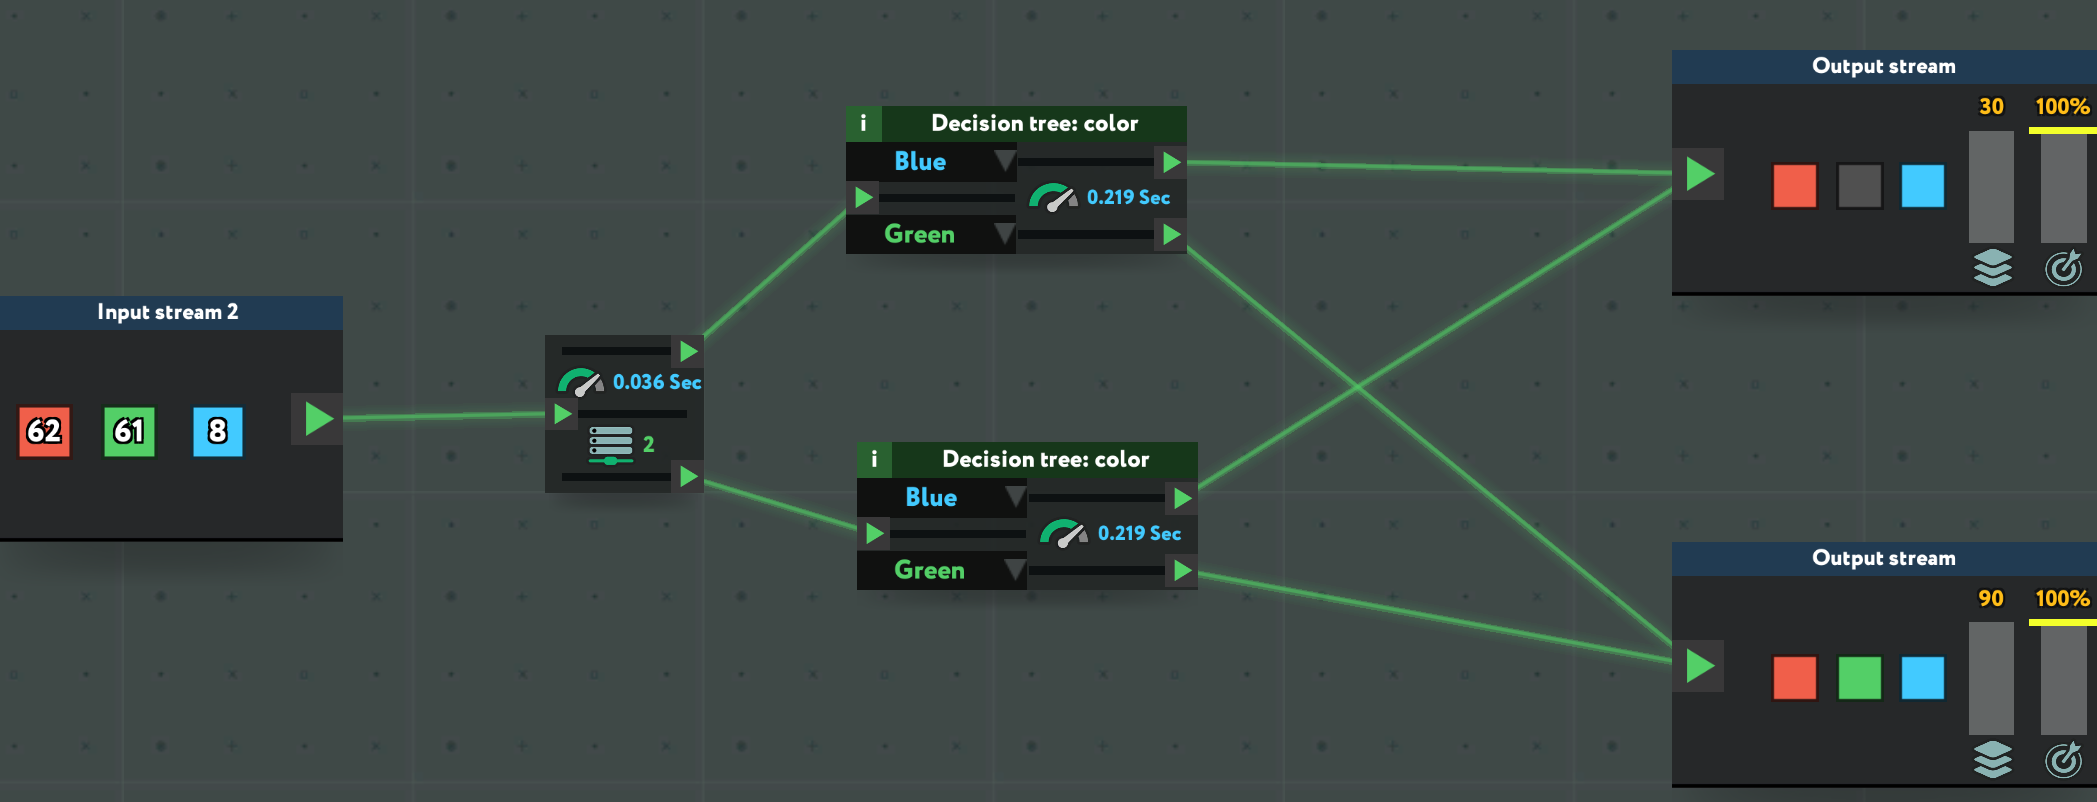 Input stream 2
62 61 8
0.036 Sec
2
i Decision tree: color
Blue
0.219 Sec
Green
i Decision tree: color
Blue
0.219 Sec
Green
Output stream
30 100%
Output stream
90 100%